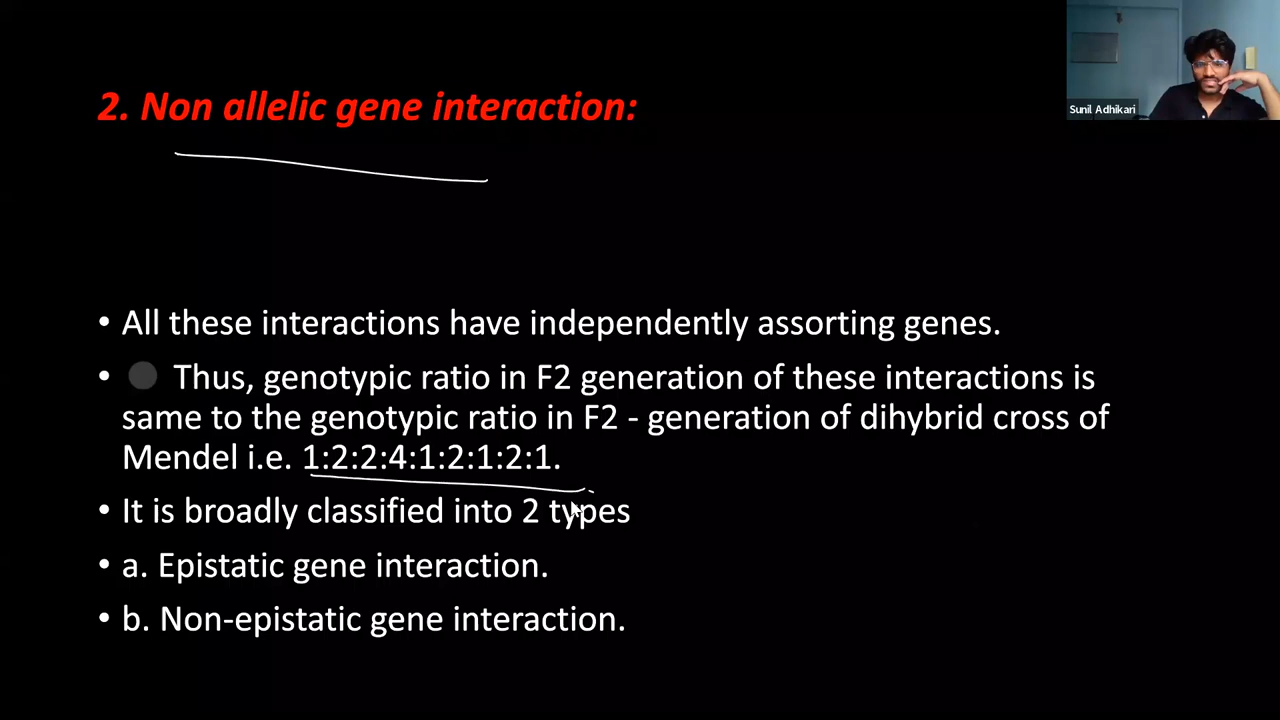 2. Non allelic gene interaction:
Sunil Adhikari
• All these interactions have independently assorting genes.
• Thus, genotypic ratio in F2 generation of these interactions is
same to the genotypic ratio in F2 - generation of dihybrid cross of
Mendel i.e. 1:2:2:4:1:2:1:2:1.
• It is broadly classified into 2 types
• a. Epistatic gene interaction.
• b. Non-epistatic gene interaction.